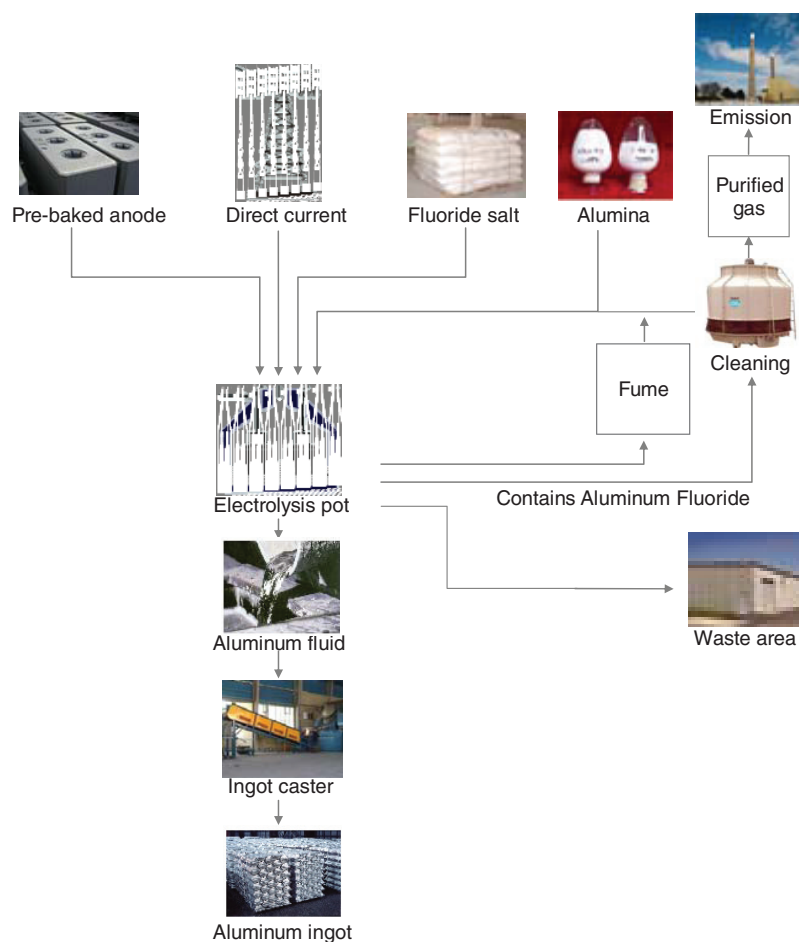 Emission
Pre-baked anode
Direct current
Fluoride salt
Alumina
Purified
gas
Cleaning
Fume
Electrolysis pot
Contains Aluminum Fluoride
Aluminum fluid
Waste area
Ingot caster
Aluminum ingot